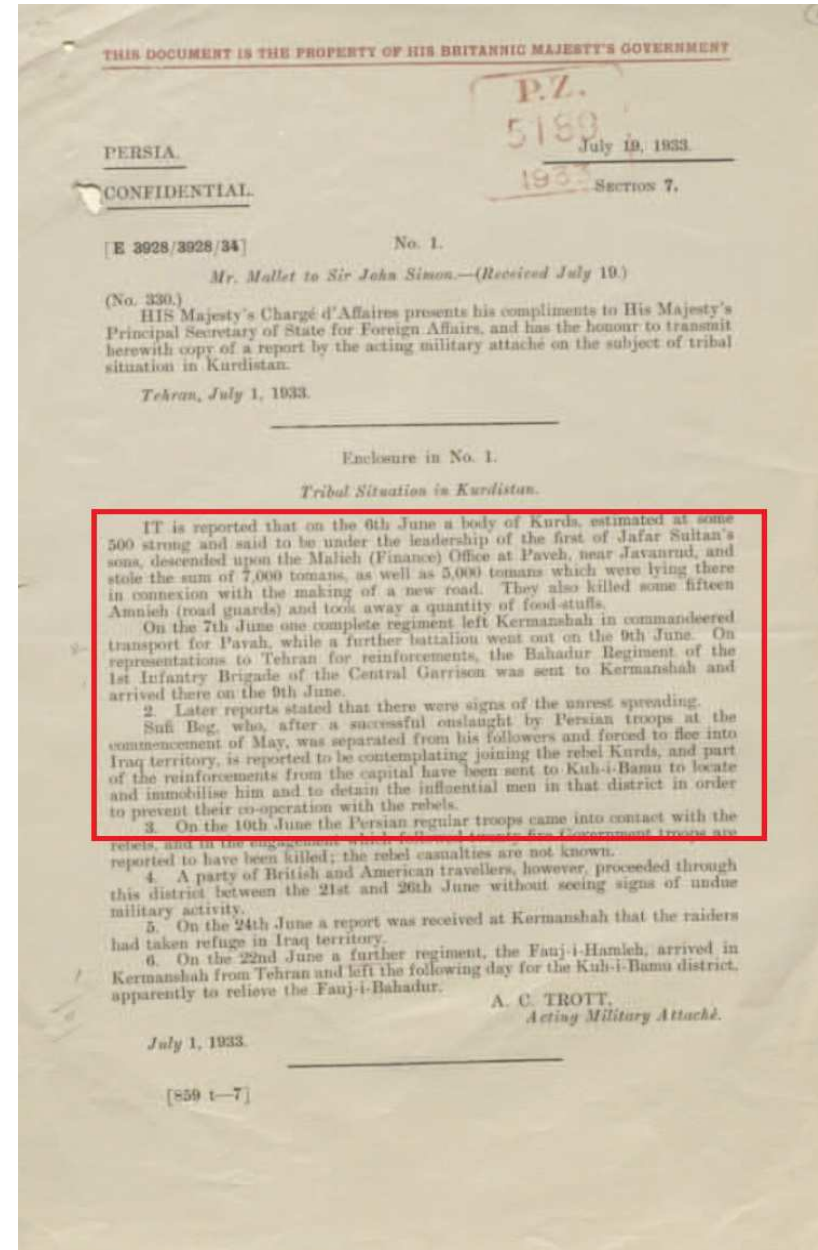 THIS DOCUMENT IS THE PROPERTY OF HIS BRITANNIC MAJESTY'S GOVERNMENT
P.Z.
5189
1933
PERSIA.
July 19, 1933.
CONFIDENTIAL.
SECTION 7.
[E 3928/3928/34]
No. 1.
Mr. Mallet to Sir John Simon.—(Received July 19.)
(No. 330.)
HIS Majesty's Chargé d'Affaires presents his compliments to His Majesty's
Principal Secretary of State for Foreign Affairs, and has the honour to transmit
herewith copy of a report by the acting military attaché on the subject of tribal
situation in Kurdistan.
Tehran, July 1, 1933.
Enclosure in No. 1.
Tribal Situation in Kurdistan.
IT is reported that on the 6th June a body of Kurds, estimated at some
500 strong and said to be under the leadership of the first of Jafar Sultan's
sons, descended upon the Malieh (Finance) Office at Paveh, near Javanrud, and
stole the sum of 7,000 tomans, as well as 5,000 tomans which were lying there
in connexion with the making of a new road. They also killed some fifteen
Amnieh (road guards) and took away a quantity of food-stuffs.
On the 7th June one complete regiment left Kermanshah in commandeered
transport for Pavah, while a further battalion went out on the 9th June. On
representations to Tehran for reinforcements, the Bahadur Regiment of the
1st Infantry Brigade of the Central Garrison was sent to Kermanshah and
arrived there on the 9th June.
2. Later reports stated that there were signs of the unrest spreading.
Sufi Beg, who, after a successful onslaught by Persian troops at the
commencement of May, was separated from his followers and forced to flee into
Iraq territory, is reported to be contemplating joining the rebel Kurds, and part
of the reinforcements from the capital have been sent to Kuh-i-Bamu to locate
and immobilise him and to detain the influential men in that district in order
to prevent their co-operation with the rebels.
3. On the 10th June the Persian regular troops came into contact with the
rebels, and in the engagement which followed twenty-five Government troops are
reported to have been killed; the rebel casualties are not known.
4. A party of British and American travellers, however, proceeded through
this district between the 21st and 26th June without seeing signs of undue
military activity.
5. On the 24th June a report was received at Kermanshah that the raiders
had taken refuge in Iraq territory.
6. On the 22nd June a further regiment, the Fauj-i-Hamleh, arrived in
Kermanshah from Tehran and left the following day for the Kuh-i-Bamu district,
apparently to relieve the Fauj-i-Bahadur.
A. C. TROTT,
Acting Military Attaché.
July 1, 1933.
[859 t—7]